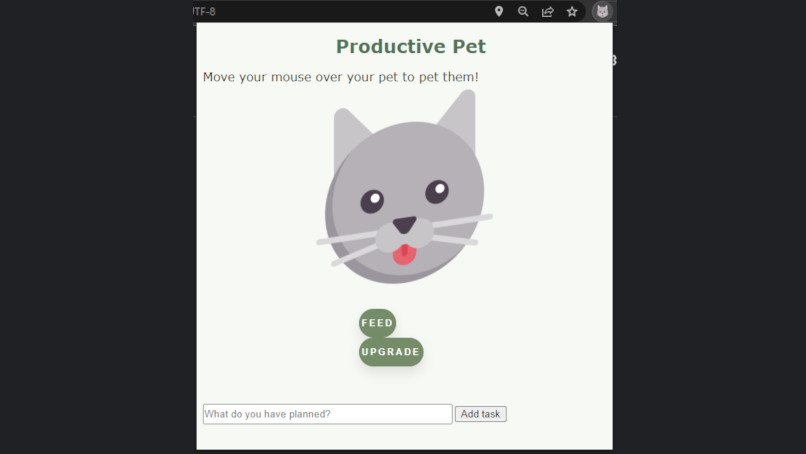 UTF-8
Productive Pet
Move your mouse over your pet to pet them!
FEED
UPGRADE
What do you have planned? Add task